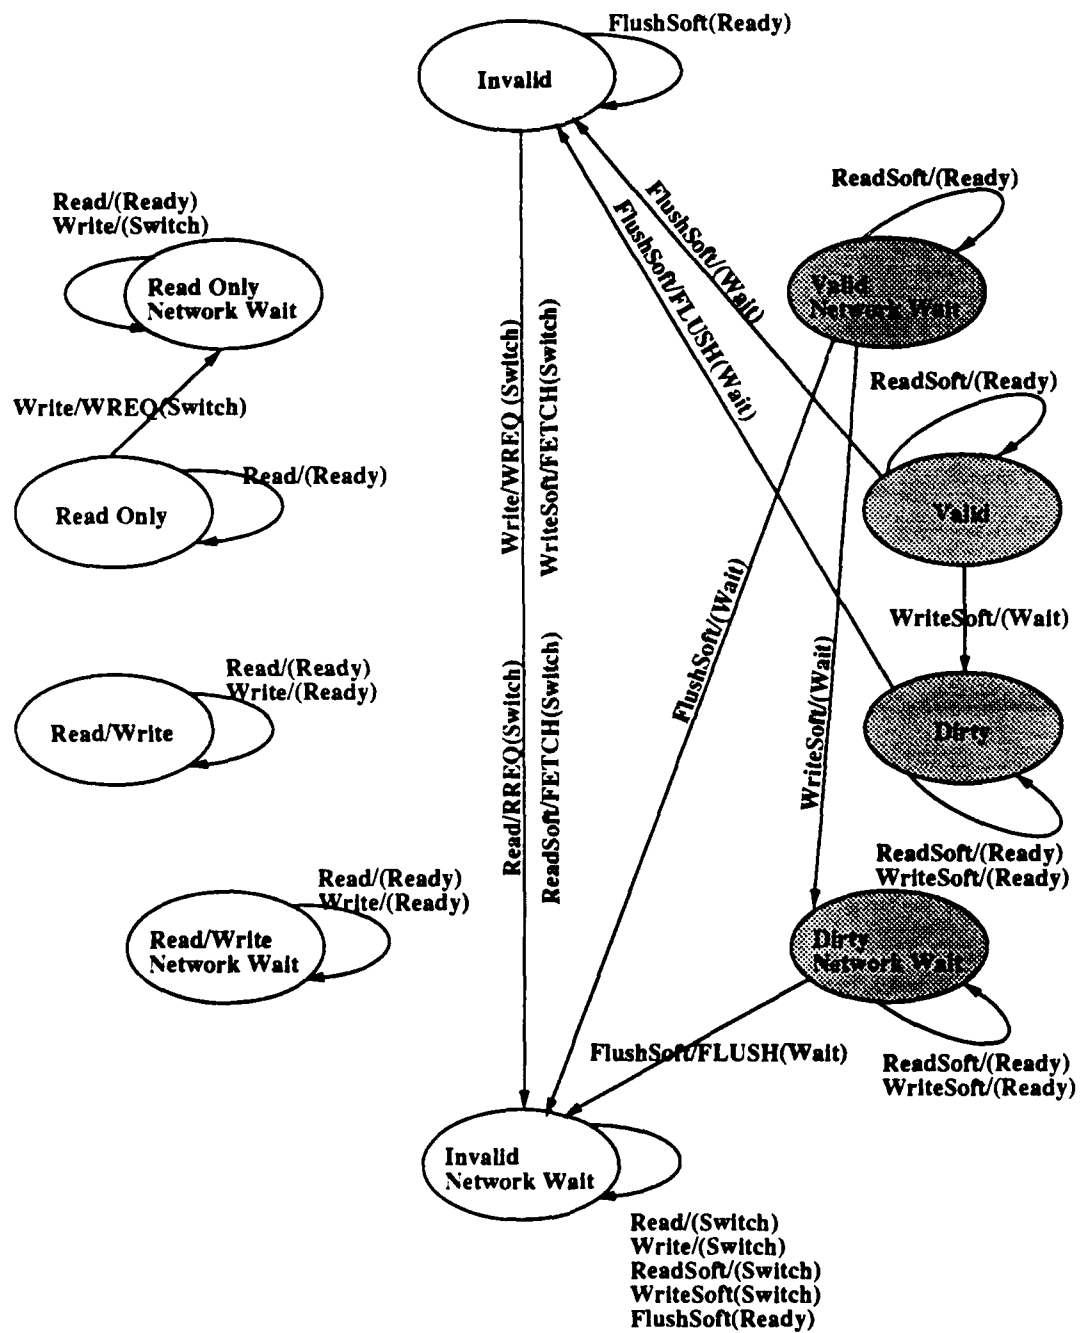 FlushSoft(Ready)
Invalid
Read/(Ready)
Write/(Switch)
Read Only
Network Wait
Write/WREQ(Switch)
Read/(Ready)
Read Only
Read/(Ready)
Write/(Ready)
Read/Write
Read/(Ready)
Write/(Ready)
Read/Write
Network Wait
Write/WREQ (Switch)
WriteSoft/FETCH(Switch)
Read/RREQ(Switch)
ReadSoft/FETCH(Switch)
FlushSoft/(Wait)
FlushSoft/FLUSH(Wait)
ReadSoft/(Ready)
Valid
Network Wait
ReadSoft/(Ready)
Valid
FlushSoft/(Wait)
WriteSoft/(Wait)
WriteSoft/(Wait)
Dirty
ReadSoft/(Ready)
WriteSoft/(Ready)
Dirty
Network Wait
FlushSoft/FLUSH(Wait)
ReadSoft/(Ready)
WriteSoft/(Ready)
Invalid
Network Wait
Read/(Switch)
Write/(Switch)
ReadSoft/(Switch)
WriteSoft(Switch)
FlushSoft(Ready)